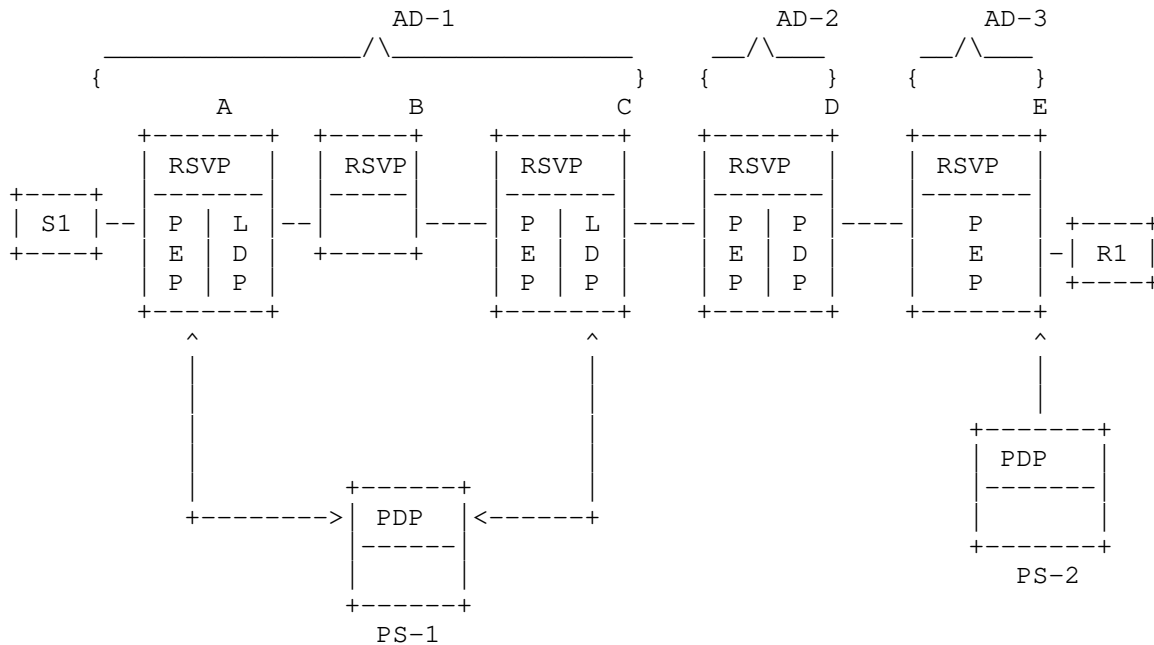 AD-1 AD-2 AD-3
A B C D E
RSVP RSVP RSVP RSVP RSVP
S1 P L P L P P P
E D E D E D E R1
P P P P P P P
PDP
PDP
PS-2
PS-1